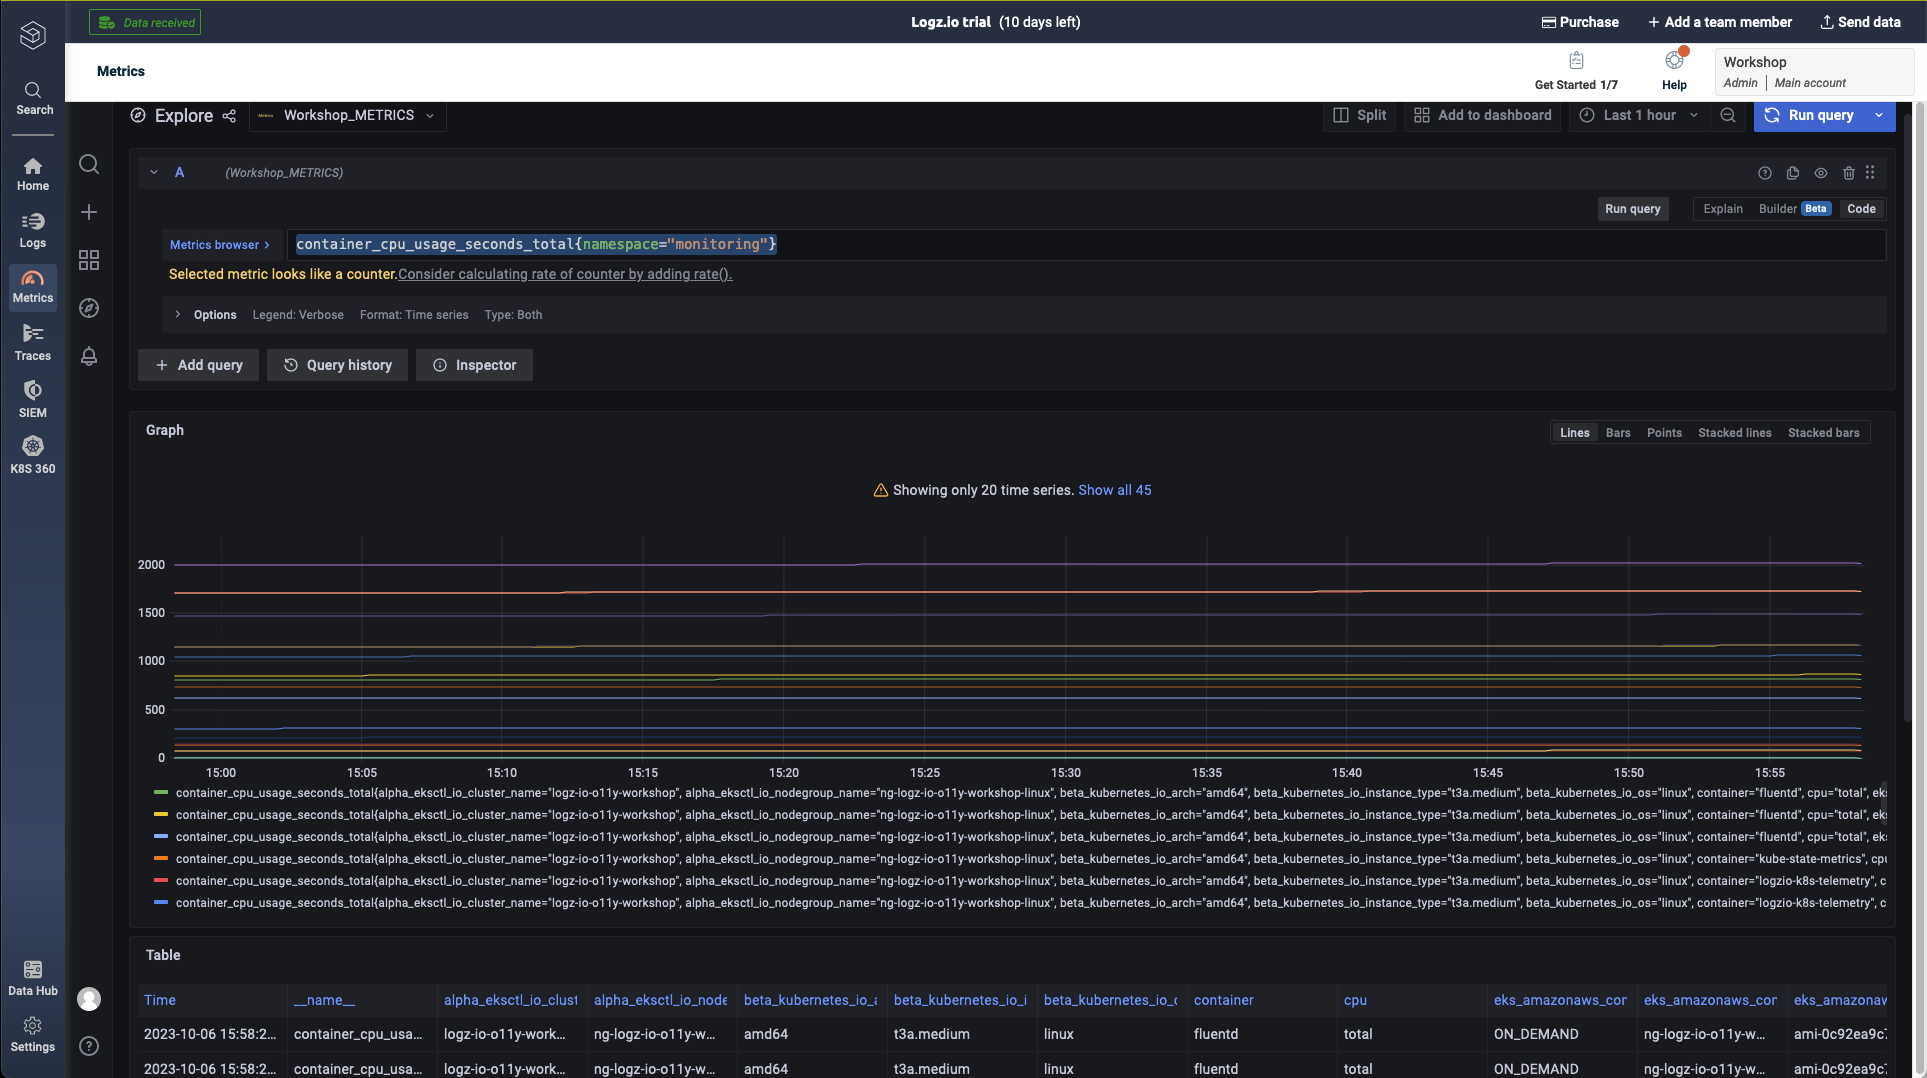 Data received
Logz.io trial (10 days left)
Purchase
Add a team member
Send data
Metrics
Get Started 1/7
Help
Workshop
Admin | Main account
Search
Home
Logs
Metrics
Traces
SIEM
K8S 360
Data Hub
Settings
Explore
Workshop_METRICS
Split
Add to dashboard
Last 1 hour
Run query
A
(Workshop_METRICS)
Run query
Explain
Builder Beta
Code
Metrics browser >
container_cpu_usage_seconds_total{namespace="monitoring"}
Selected metric looks like a counter. Consider calculating rate of counter by adding rate().
> Options Legend: Verbose Format: Time series Type: Both
+ Add query
Query history
Inspector
Graph
Lines Bars Points Stacked lines Stacked bars
Showing only 20 time series. Show all 45
2000
1500
1000
500
0
15:00 15:05 15:10 15:15 15:20 15:25 15:30 15:35 15:40 15:45 15:50 15:55
container_cpu_usage_seconds_total{alpha_eksctl_io_cluster_name="logz-io-o11y-workshop", alpha_eksctl_io_nodegroup_name="ng-logz-io-o11y-workshop-linux", beta_kubernetes_io_arch="amd64", beta_kubernetes_io_instance_type="t3a.medium", beta_kubernetes_io_os="linux", container="fluentd", cpu="total", eks
container_cpu_usage_seconds_total{alpha_eksctl_io_cluster_name="logz-io-o11y-workshop", alpha_eksctl_io_nodegroup_name="ng-logz-io-o11y-workshop-linux", beta_kubernetes_io_arch="amd64", beta_kubernetes_io_instance_type="t3a.medium", beta_kubernetes_io_os="linux", container="fluentd", cpu="total", eks
container_cpu_usage_seconds_total{alpha_eksctl_io_cluster_name="logz-io-o11y-workshop", alpha_eksctl_io_nodegroup_name="ng-logz-io-o11y-workshop-linux", beta_kubernetes_io_arch="amd64", beta_kubernetes_io_instance_type="t3a.medium", beta_kubernetes_io_os="linux", container="fluentd", cpu="total", eks
container_cpu_usage_seconds_total{alpha_eksctl_io_cluster_name="logz-io-o11y-workshop", alpha_eksctl_io_nodegroup_name="ng-logz-io-o11y-workshop-linux", beta_kubernetes_io_arch="amd64", beta_kubernetes_io_instance_type="t3a.medium", beta_kubernetes_io_os="linux", container="kube-state-metrics", cpu
container_cpu_usage_seconds_total{alpha_eksctl_io_cluster_name="logz-io-o11y-workshop", alpha_eksctl_io_nodegroup_name="ng-logz-io-o11y-workshop-linux", beta_kubernetes_io_arch="amd64", beta_kubernetes_io_instance_type="t3a.medium", beta_kubernetes_io_os="linux", container="logzio-k8s-telemetry", c
container_cpu_usage_seconds_total{alpha_eksctl_io_cluster_name="logz-io-o11y-workshop", alpha_eksctl_io_nodegroup_name="ng-logz-io-o11y-workshop-linux", beta_kubernetes_io_arch="amd64", beta_kubernetes_io_instance_type="t3a.medium", beta_kubernetes_io_os="linux", container="logzio-k8s-telemetry", c
Table
Time __name__ alpha_eksctl_io_clust alpha_eksctl_io_node beta_kubernetes_io_a beta_kubernetes_io_i beta_kubernetes_io_o container cpu eks_amazonaws_con eks_amazonaws_con eks_amazonaw
2023-10-06 15:58:2... container_cpu_usa... logz-io-o11y-work... ng-logz-io-o11y-w... amd64 t3a.medium linux fluentd total ON_DEMAND ng-logz-io-o11y-w... ami-0c92ea9c7
2023-10-06 15:58:2... container_cpu_usa... logz-io-o11y-work... ng-logz-io-o11y-w... amd64 t3a.medium linux fluentd total ON_DEMAND ng-logz-io-o11y-w... ami-0c92ea9c7